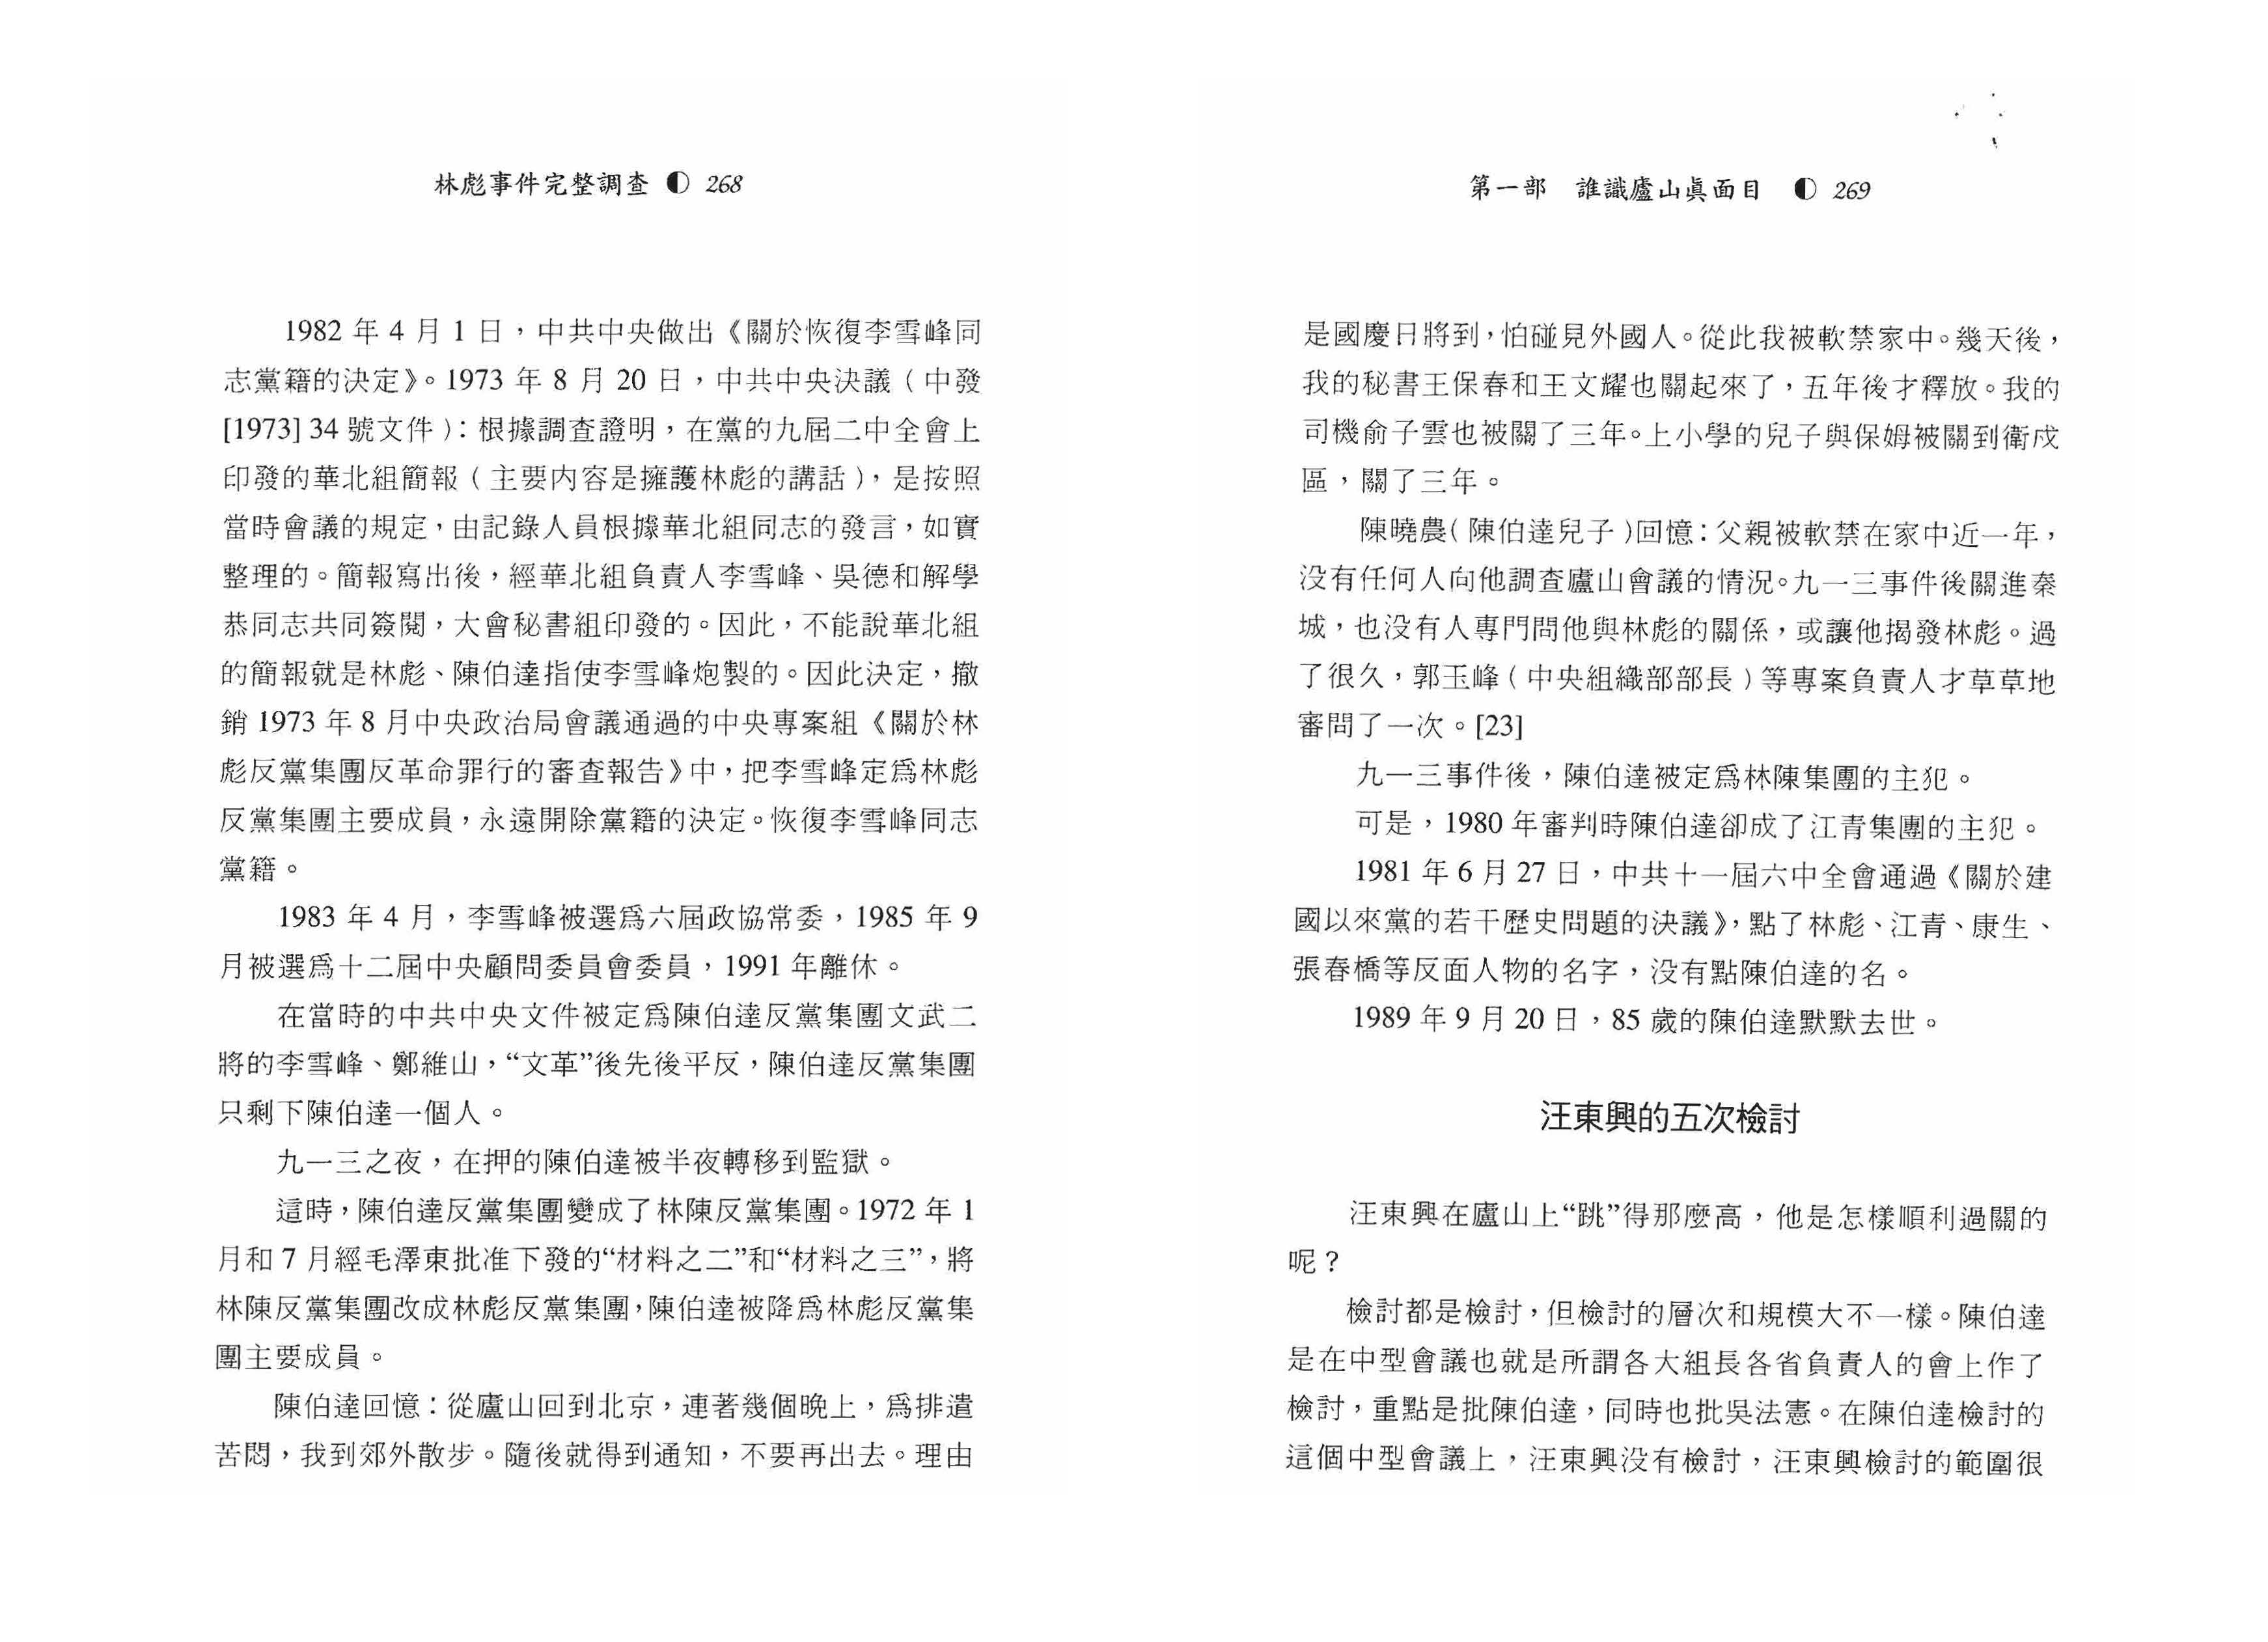 林彪事件完整調查 ◐ 268
1982 年 4 月 1 日，中共中央做出《關於恢復李雪峰同
志黨籍的決定》。1973 年 8 月 20 日，中共中央決議（中發
[1973] 34 號文件）：根據調查證明，在黨的九屆二中全會上
印發的華北組簡報（主要内容是擁護林彪的講話），是按照
當時會議的規定，由記錄人員根據華北組同志的發言，如實
整理的。簡報寫出後，經華北組負責人李雪峰、吳德和解學
恭同志共同簽閱，大會秘書組印發的。因此，不能說華北組
的簡報就是林彪、陳伯達指使李雪峰炮製的。因此決定，撤
銷 1973 年 8 月中央政治局會議通過的中央專案組《關於林
彪反黨集團反革命罪行的審查報告》中，把李雪峰定爲林彪
反黨集團主要成員，永遠開除黨籍的決定。恢復李雪峰同志
黨籍。
1983 年 4 月，李雪峰被選爲六屆政協常委，1985 年 9
月被選爲十二屆中央顧問委員會委員，1991 年離休。
在當時的中共中央文件被定爲陳伯達反黨集團文武二
將的李雪峰、鄭維山，“文革”後先後平反，陳伯達反黨集團
只剩下陳伯達一個人。
九一三之夜，在押的陳伯達被半夜轉移到監獄。
這時，陳伯達反黨集團變成了林陳反黨集團。1972 年 1
月和 7 月經毛澤東批准下發的“材料之二”和“材料之三”，將
林陳反黨集團改成林彪反黨集團，陳伯達被降爲林彪反黨集
團主要成員。
陳伯達回憶：從廬山回到北京，連著幾個晚上，爲排遣
苦悶，我到郊外散步。隨後就得到通知，不要再出去。理由
第一部 誰識廬山眞面目 ◐ 269
是國慶日將到，怕碰見外國人。從此我被軟禁家中。幾天後，
我的秘書王保春和王文耀也關起來了，五年後才釋放。我的
司機俞子雲也被關了三年。上小學的兒子與保姆被關到衛戍
區，關了三年。
陳曉農（陳伯達兒子）回憶：父親被軟禁在家中近一年，
没有任何人向他調查廬山會議的情況。九一三事件後關進秦
城，也没有人專門問他與林彪的關係，或讓他揭發林彪。過
了很久，郭玉峰（中央組織部部長）等專案負責人才草草地
審問了一次。[23]
九一三事件後，陳伯達被定爲林陳集團的主犯。
可是，1980 年審判時陳伯達卻成了江青集團的主犯。
1981 年 6 月 27 日，中共十一屆六中全會通過《關於建
國以來黨的若干歷史問題的決議》，點了林彪、江青、康生、
張春橋等反面人物的名字，没有點陳伯達的名。
1989 年 9 月 20 日，85 歲的陳伯達默默去世。
汪東興的五次檢討
汪東興在廬山上“跳”得那麼高，他是怎樣順利過關的
呢？
檢討都是檢討，但檢討的層次和規模大不一樣。陳伯達
是在中型會議也就是所謂各大組長各省負責人的會上作了
檢討，重點是批陳伯達，同時也批吳法憲。在陳伯達檢討的
這個中型會議上，汪東興没有檢討，汪東興檢討的範圍很